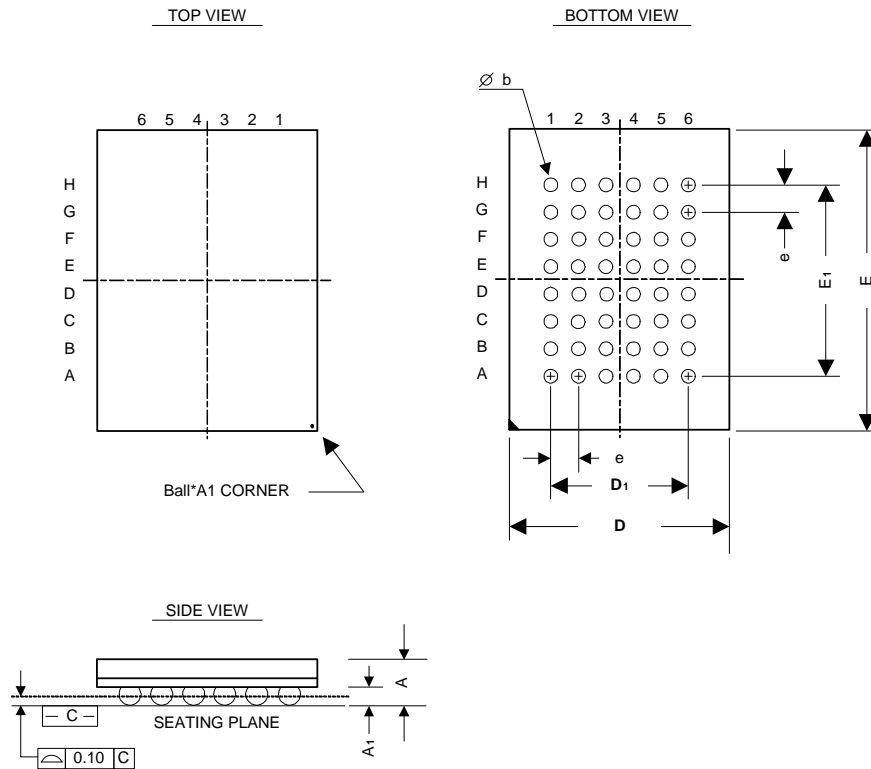 TOP VIEW
6 5 4 3 2 1
H
G
F
E
D
C
B
A
Ball*A1 CORNER
BOTTOM VIEW
Ø b
1 2 3 4 5 6
H
G
F
E
D
C
B
A
e
E1
E
e
D1
D
SIDE VIEW
A
A1
– C –
SEATING PLANE
⌓ 0.10 C